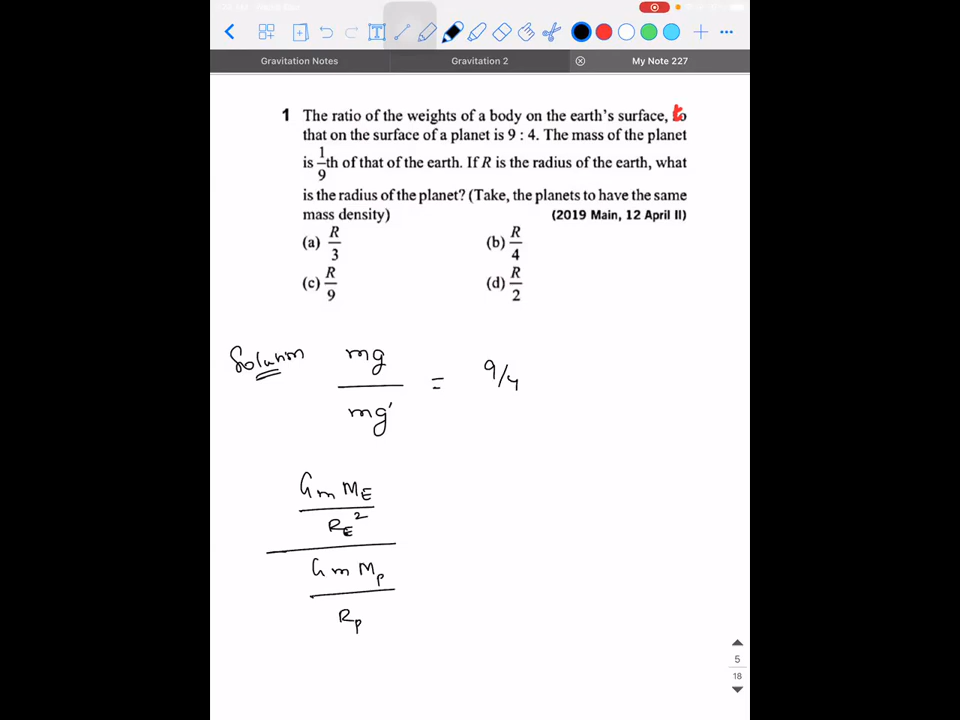 Gravitation Notes
Gravitation 2
My Note 227
1 The ratio of the weights of a body on the earth's surface, to
that on the surface of a planet is 9 : 4. The mass of the planet
is 1/9 th of that of the earth. If R is the radius of the earth, what
is the radius of the planet? (Take, the planets to have the same
mass density) (2019 Main, 12 April II)
(a) R/3 (b) R/4
(c) R/9 (d) R/2
Solution mg/mg' = 9/4
G m M_E
R_E^2
G m M_p
R_p
5
18